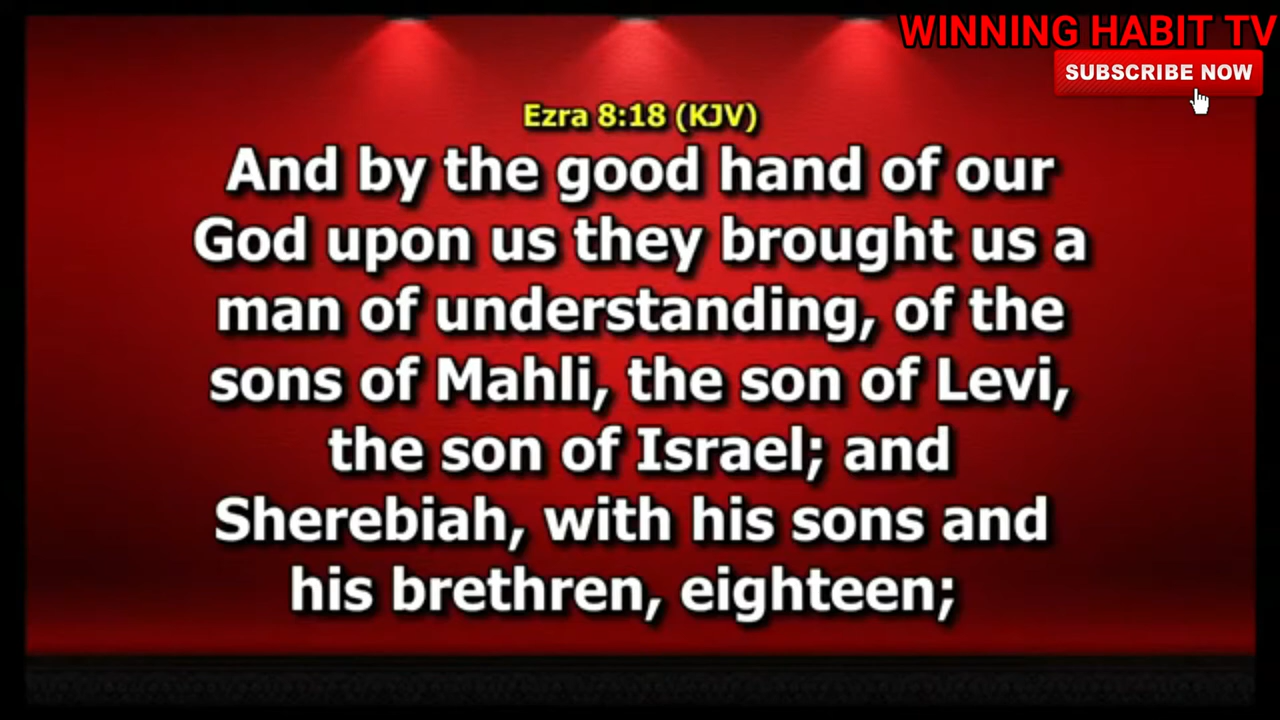 WINNING HABIT TV
SUBSCRIBE NOW
Ezra 8:18 (KJV)
And by the good hand of our
God upon us they brought us a
man of understanding, of the
sons of Mahli, the son of Levi,
the son of Israel; and
Sherebiah, with his sons and
his brethren, eighteen;